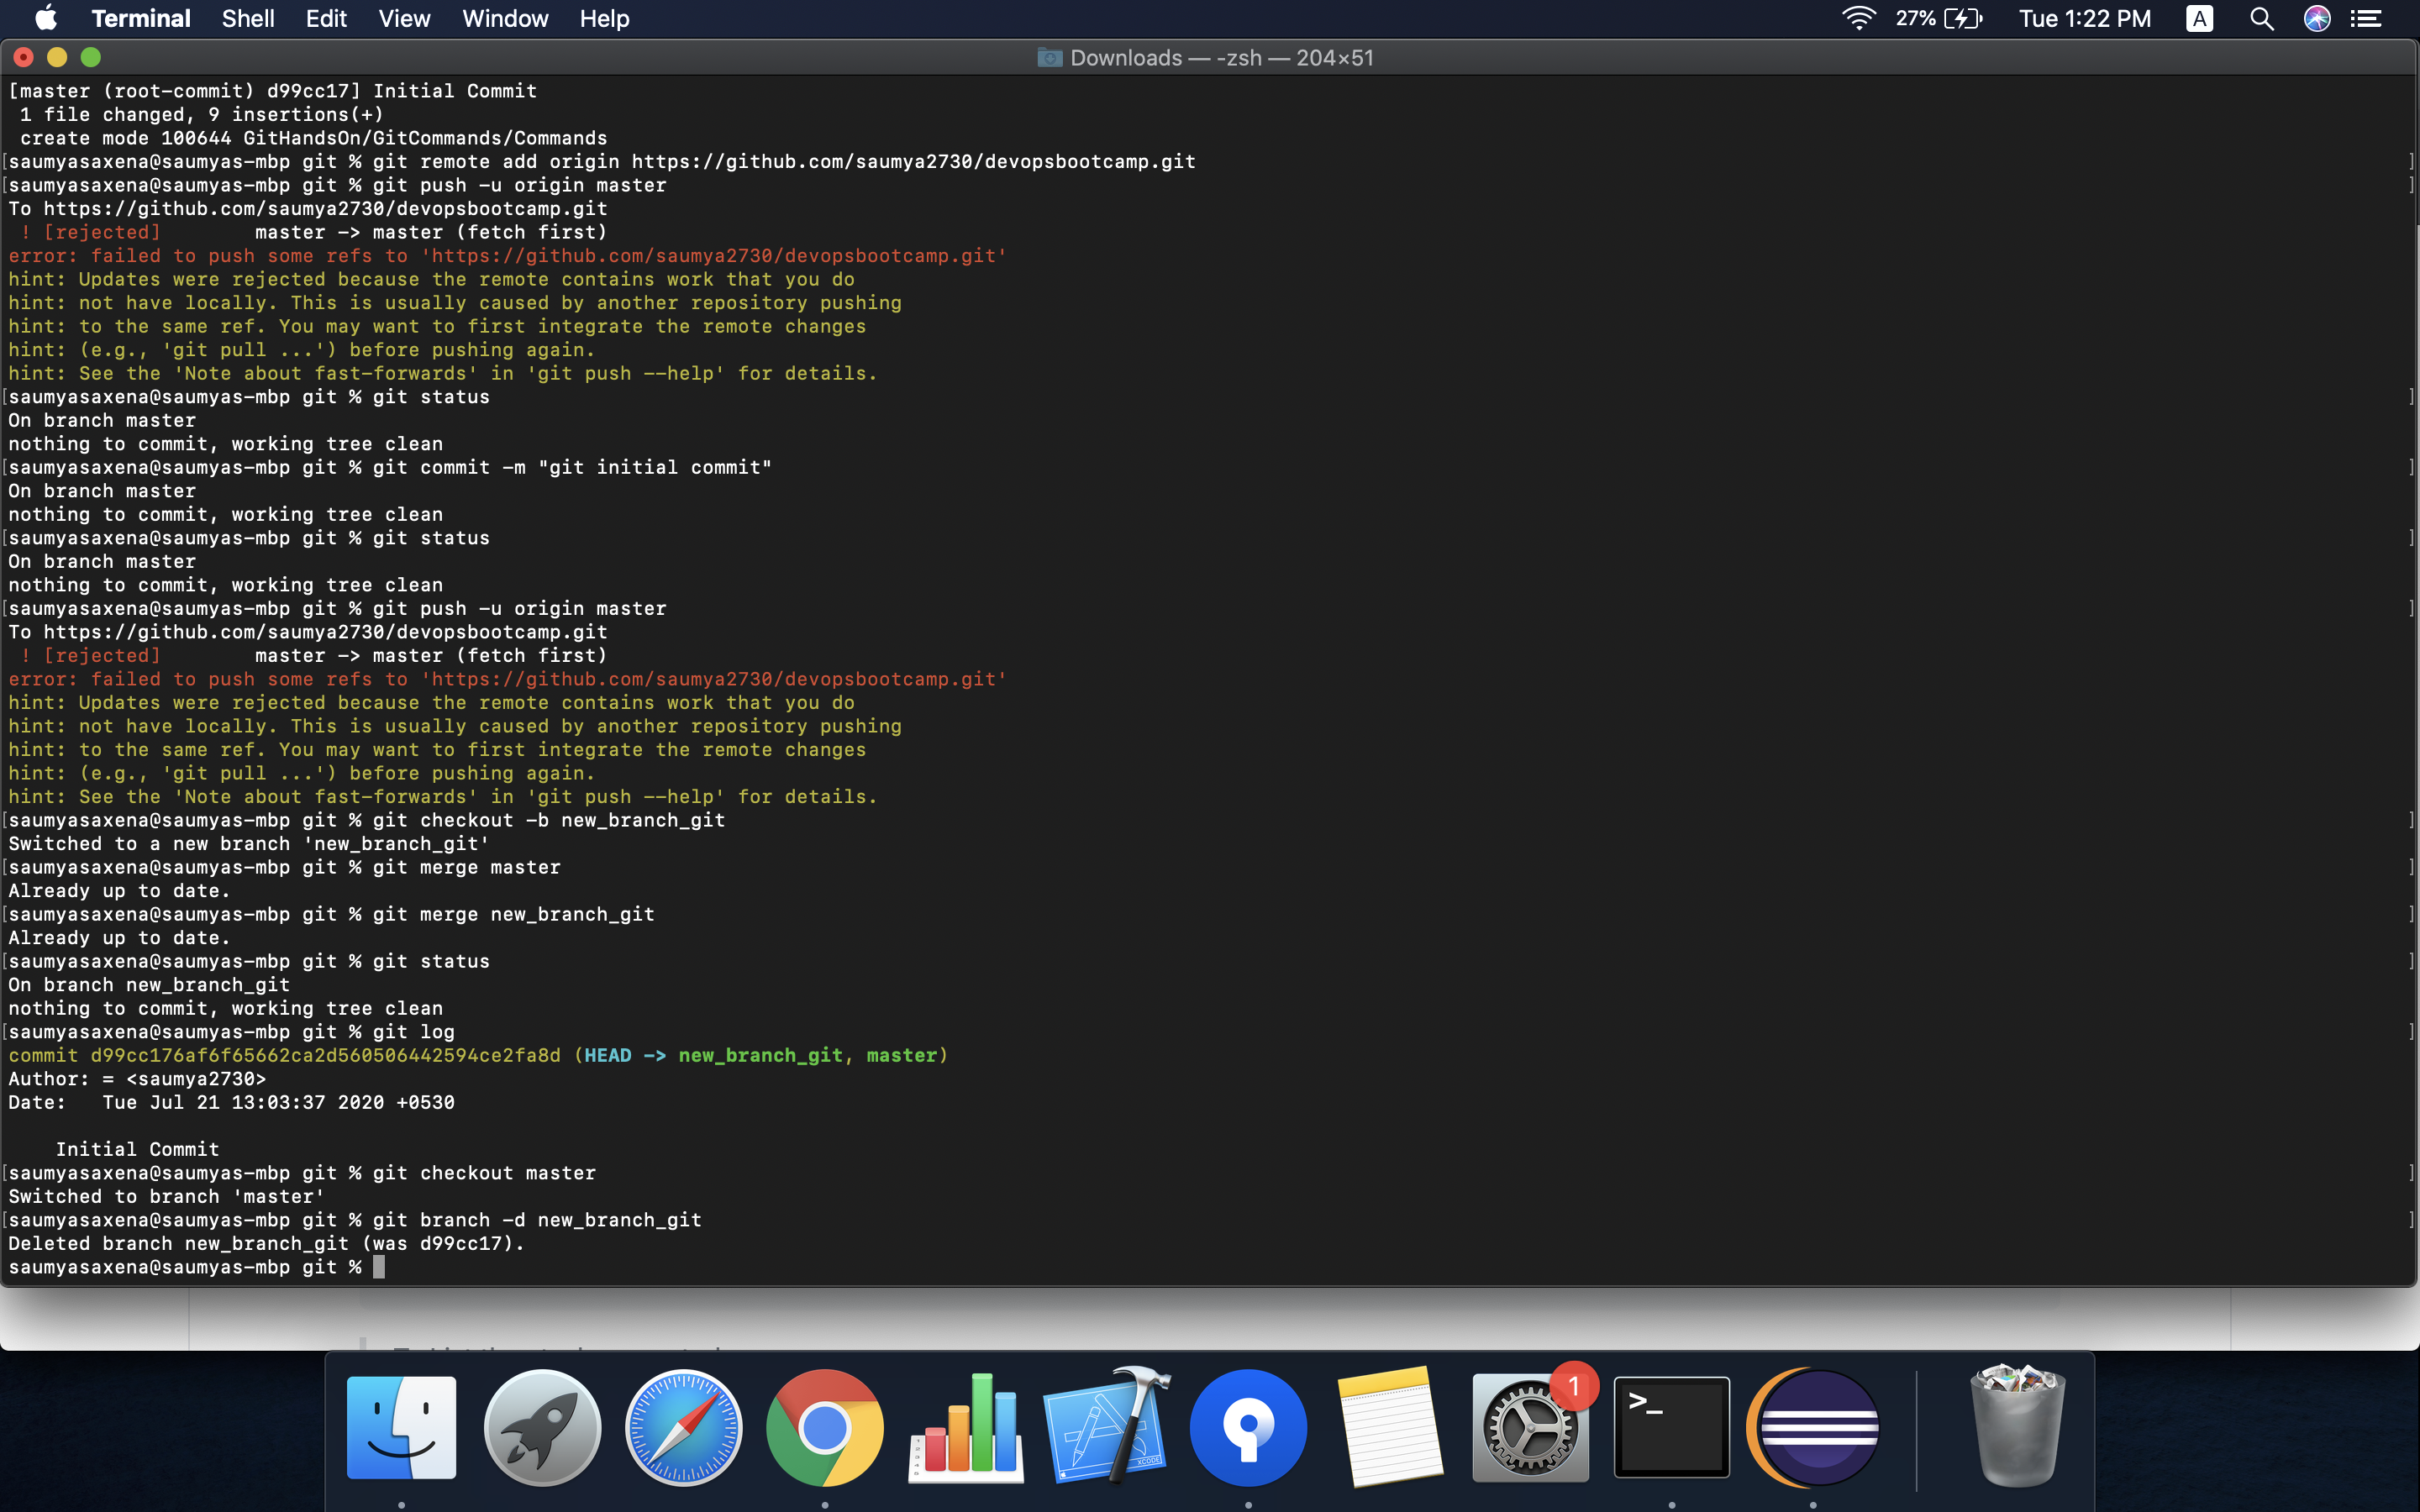 Terminal Shell Edit View Window Help 27% Tue 1:22 PM A
Downloads — -zsh — 204×51
[master (root-commit) d99cc17] Initial Commit
 1 file changed, 9 insertions(+)
 create mode 100644 GitHandsOn/GitCommands/Commands
[saumyasaxena@saumyas-mbp git % git remote add origin https://github.com/saumya2730/devopsbootcamp.git ]
[saumyasaxena@saumyas-mbp git % git push -u origin master ]
To https://github.com/saumya2730/devopsbootcamp.git
 ! [rejected]        master -> master (fetch first)
error: failed to push some refs to 'https://github.com/saumya2730/devopsbootcamp.git'
hint: Updates were rejected because the remote contains work that you do
hint: not have locally. This is usually caused by another repository pushing
hint: to the same ref. You may want to first integrate the remote changes
hint: (e.g., 'git pull ...') before pushing again.
hint: See the 'Note about fast-forwards' in 'git push --help' for details.
[saumyasaxena@saumyas-mbp git % git status ]
On branch master
nothing to commit, working tree clean
[saumyasaxena@saumyas-mbp git % git commit -m "git initial commit" ]
On branch master
nothing to commit, working tree clean
[saumyasaxena@saumyas-mbp git % git status ]
On branch master
nothing to commit, working tree clean
[saumyasaxena@saumyas-mbp git % git push -u origin master ]
To https://github.com/saumya2730/devopsbootcamp.git
 ! [rejected]        master -> master (fetch first)
error: failed to push some refs to 'https://github.com/saumya2730/devopsbootcamp.git'
hint: Updates were rejected because the remote contains work that you do
hint: not have locally. This is usually caused by another repository pushing
hint: to the same ref. You may want to first integrate the remote changes
hint: (e.g., 'git pull ...') before pushing again.
hint: See the 'Note about fast-forwards' in 'git push --help' for details.
[saumyasaxena@saumyas-mbp git % git checkout -b new_branch_git ]
Switched to a new branch 'new_branch_git'
[saumyasaxena@saumyas-mbp git % git merge master ]
Already up to date.
[saumyasaxena@saumyas-mbp git % git merge new_branch_git ]
Already up to date.
[saumyasaxena@saumyas-mbp git % git status ]
On branch new_branch_git
nothing to commit, working tree clean
[saumyasaxena@saumyas-mbp git % git log ]
commit d99cc176af6f65662ca2d560506442594ce2fa8d (HEAD -> new_branch_git, master)
Author: = <saumya2730>
Date:   Tue Jul 21 13:03:37 2020 +0530

    Initial Commit
[saumyasaxena@saumyas-mbp git % git checkout master ]
Switched to branch 'master'
[saumyasaxena@saumyas-mbp git % git branch -d new_branch_git ]
Deleted branch new_branch_git (was d99cc17).
saumyasaxena@saumyas-mbp git %
1
>_
XCODE